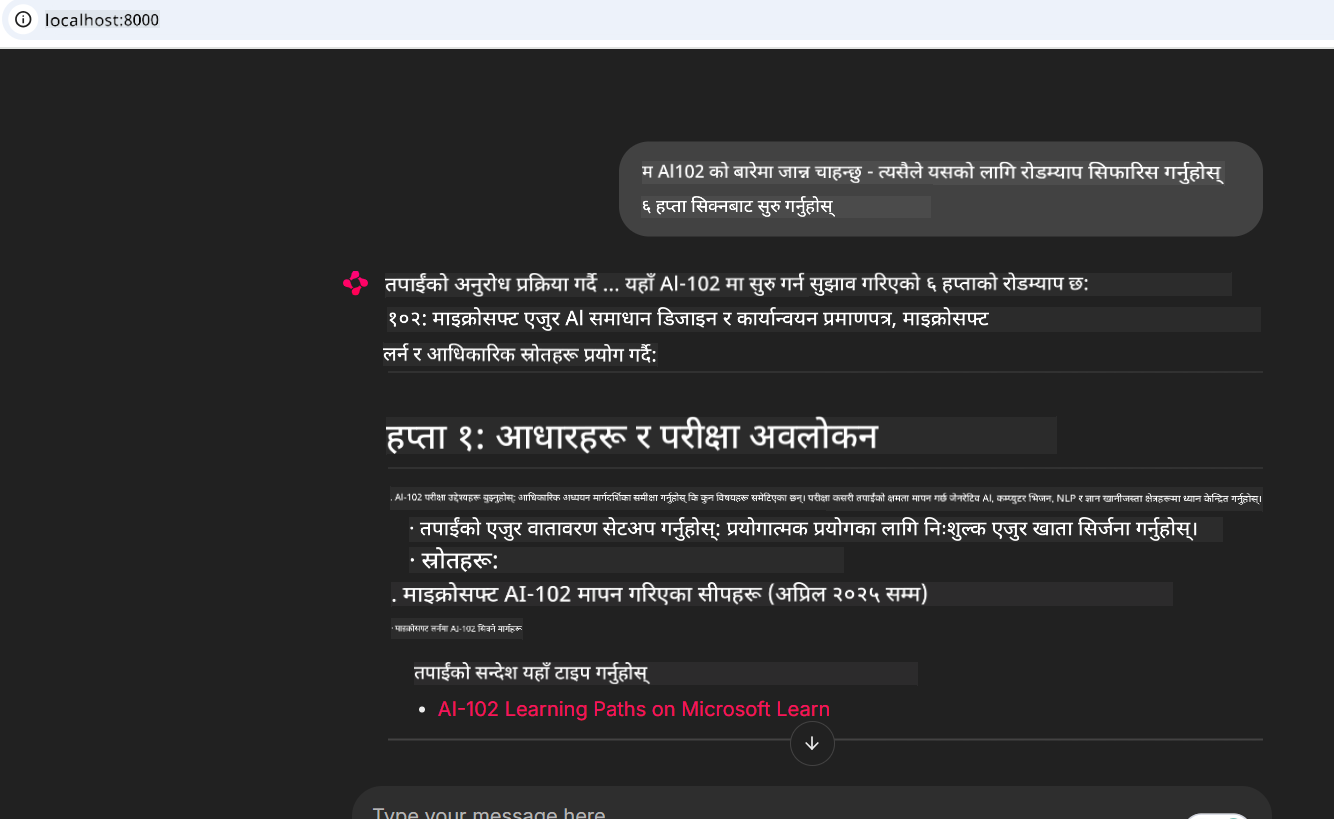 localhost:8000
म AI102 को बारेमा जान्न चाहन्छु - त्यसैले यसको लागि रोडम्याप सिफारिस गर्नुहोस्
६ हप्ता सिक्नबाट सुरु गर्नुहोस्
तपाईंको अनुरोध प्रक्रिया गर्दै ... यहाँ AI-102 मा सुरु गर्न सुझाव गरिएको ६ हप्ताको रोडम्याप छ:
१०२: माइक्रोसफ्ट एजुर AI समाधान डिजाइन र कार्यान्वयन प्रमाणपत्र, माइक्रोसफ्ट
लर्न र आधिकारिक स्रोतहरू प्रयोग गर्दै:
हप्ता १: आधारहरू र परीक्षा अवलोकन
. AI-102 परीक्षा उद्देश्यहरू बुझ्नुहोस्: आधिकारिक अध्ययन मार्गदर्शिका समीक्षा गर्नुहोस् कि कुन विषयहरू समेटिएका छन्। परीक्षा कसरी तपाईंको क्षमता मापन गर्छ जेनरेटिव AI, कम्प्युटर भिजन, NLP र ज्ञान खानीजस्ता क्षेत्रहरूमा ध्यान केन्द्रित गर्नुहोस्।
· तपाईंको एजुर वातावरण सेटअप गर्नुहोस्: प्रयोगात्मक प्रयोगका लागि निःशुल्क एजुर खाता सिर्जना गर्नुहोस्।
· स्रोतहरू:
. माइक्रोसफ्ट AI-102 मापन गरिएका सीपहरू (अप्रिल २०२५ सम्म)
· माइक्रोसफ्ट लर्नमा AI-102 सिक्ने मार्गहरू
तपाईंको सन्देश यहाँ टाइप गर्नुहोस्
• AI-102 Learning Paths on Microsoft Learn
Type your message here